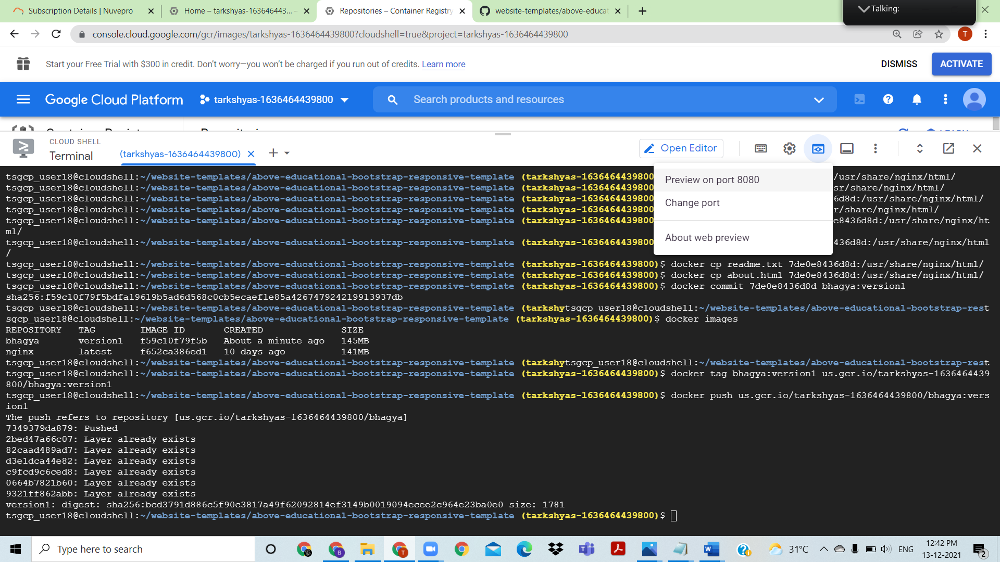 Subscription Details | Nuvepro
Home – tarkshyas-163646443... –
Repositories – Container Registry
website-templates/above-educat
Talking:
console.cloud.google.com/gcr/images/tarkshyas-1636464439800?cloudshell=true&project=tarkshyas-1636464439800
T
Start your Free Trial with $300 in credit. Don't worry—you won't be charged if you run out of credits. Learn more
DISMISS
ACTIVATE
Google Cloud Platform
tarkshyas-1636464439800
Search products and resources
CLOUD SHELL
Terminal
(tarkshyas-1636464439800)
Open Editor
Preview on port 8080
Change port
About web preview
tsgcp_user18@cloudshell:~/website-templates/above-educational-bootstrap-responsive-template (tarkshyas-1636464439800 /usr/share/nginx/html/
tsgcp_user18@cloudshell:~/website-templates/above-educational-bootstrap-responsive-template (tarkshyas-1636464439800 sr/share/nginx/html/
tsgcp_user18@cloudshell:~/website-templates/above-educational-bootstrap-responsive-template (tarkshyas-1636464439800 6d8d:/usr/share/nginx/html/
tsgcp_user18@cloudshell:~/website-templates/above-educational-bootstrap-responsive-template (tarkshyas-1636464439800 r/share/nginx/html/
tsgcp_user18@cloudshell:~/website-templates/above-educational-bootstrap-responsive-template (tarkshyas-1636464439800 e8436d8d:/usr/share/nginx/ht
ml/
tsgcp_user18@cloudshell:~/website-templates/above-educational-bootstrap-responsive-template (tarkshyas-1636464439800 436d8d:/usr/share/nginx/html
/
tsgcp_user18@cloudshell:~/website-templates/above-educational-bootstrap-responsive-template (tarkshyas-1636464439800)$ docker cp readme.txt 7de0e8436d8d:/usr/share/nginx/html/
tsgcp_user18@cloudshell:~/website-templates/above-educational-bootstrap-responsive-template (tarkshyas-1636464439800)$ docker cp about.html 7de0e8436d8d:/usr/share/nginx/html/
tsgcp_user18@cloudshell:~/website-templates/above-educational-bootstrap-responsive-template (tarkshyas-1636464439800)$ docker commit 7de0e8436d8d bhagya:version1
sha256:f59c10f79f5bdfa19619b5ad6d568c0cb5ecaef1e85a426747924219913937db
tsgcp_user18@cloudshell:~/website-templates/above-educational-bootstrap-responsive-template (tarkshytsgcp_user18@cloudshell:~/website-templates/above-educational-bootstrap-rest
sgcp_user18@cloudshell:~/website-templates/above-educational-bootstrap-responsive-template (tarkshyas-1636464439800)$ docker images
REPOSITORY TAG IMAGE ID CREATED SIZE
bhagya version1 f59c10f79f5b About a minute ago 145MB
nginx latest f652ca386ed1 10 days ago 141MB
tsgcp_user18@cloudshell:~/website-templates/above-educational-bootstrap-responsive-template (tarkshytsgcp_user18@cloudshell:~/website-templates/above-educational-bootstrap-rest
tsgcp_user18@cloudshell:~/website-templates/above-educational-bootstrap-responsive-template (tarkshyas-1636464439800)$ docker tag bhagya:version1 us.gcr.io/tarkshyas-1636464439
800/bhagya:version1
tsgcp_user18@cloudshell:~/website-templates/above-educational-bootstrap-responsive-template (tarkshyas-1636464439800)$ docker push us.gcr.io/tarkshyas-1636464439800/bhagya:vers
ion1
The push refers to repository [us.gcr.io/tarkshyas-1636464439800/bhagya]
7349379da879: Pushed
2bed47a66c07: Layer already exists
82caad489ad7: Layer already exists
d3e1dca44e82: Layer already exists
c9fcd9c6ced8: Layer already exists
0664b7821b60: Layer already exists
9321ff862abb: Layer already exists
version1: digest: sha256:bcd3791d886c5f90c3817a49f62092814ef3149b0019094ecee2c964e23ba0e0 size: 1781
tsgcp_user18@cloudshell:~/website-templates/above-educational-bootstrap-responsive-template (tarkshyas-1636464439800)$
Type here to search
31°C
ENG
12:42 PM
13-12-2021
2